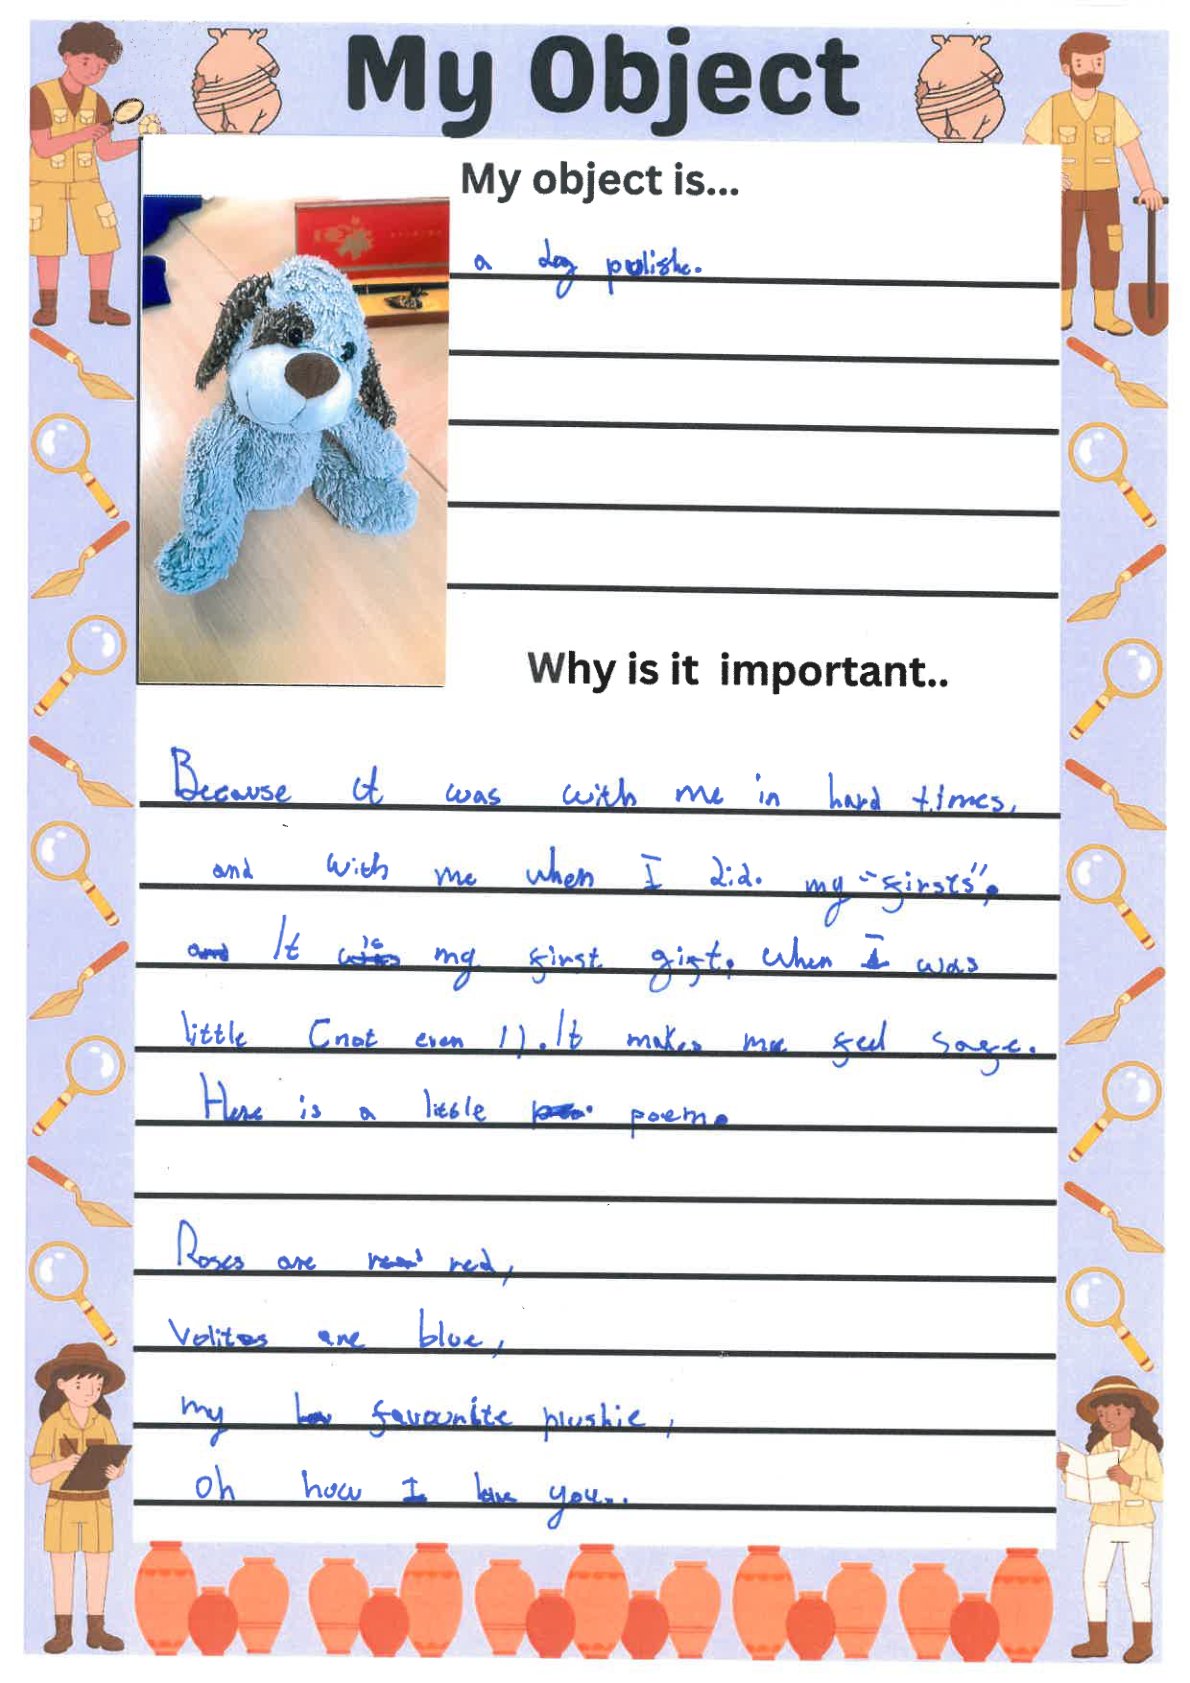 My Object
My object is...
a dog pulishe.
Why is it important..
Because it was with me in hard times,
and with me when I did. my "firsts",
and It is my first gift, when I was
little (not even 1). It makes me feel safe.
Here is a little poem.
Roses are red,
Volites are blue,
my favourite plushie,
Oh how I love you...